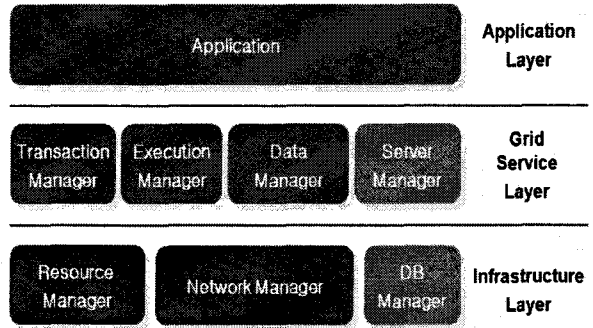 Application
Application
Layer
Transaction
Manager
Execution
Manager
Data
Manager
Server
Manager
Grid
Service
Layer
Resource
Manager
Network Manager
DB
Manager
Infrastructure
Layer